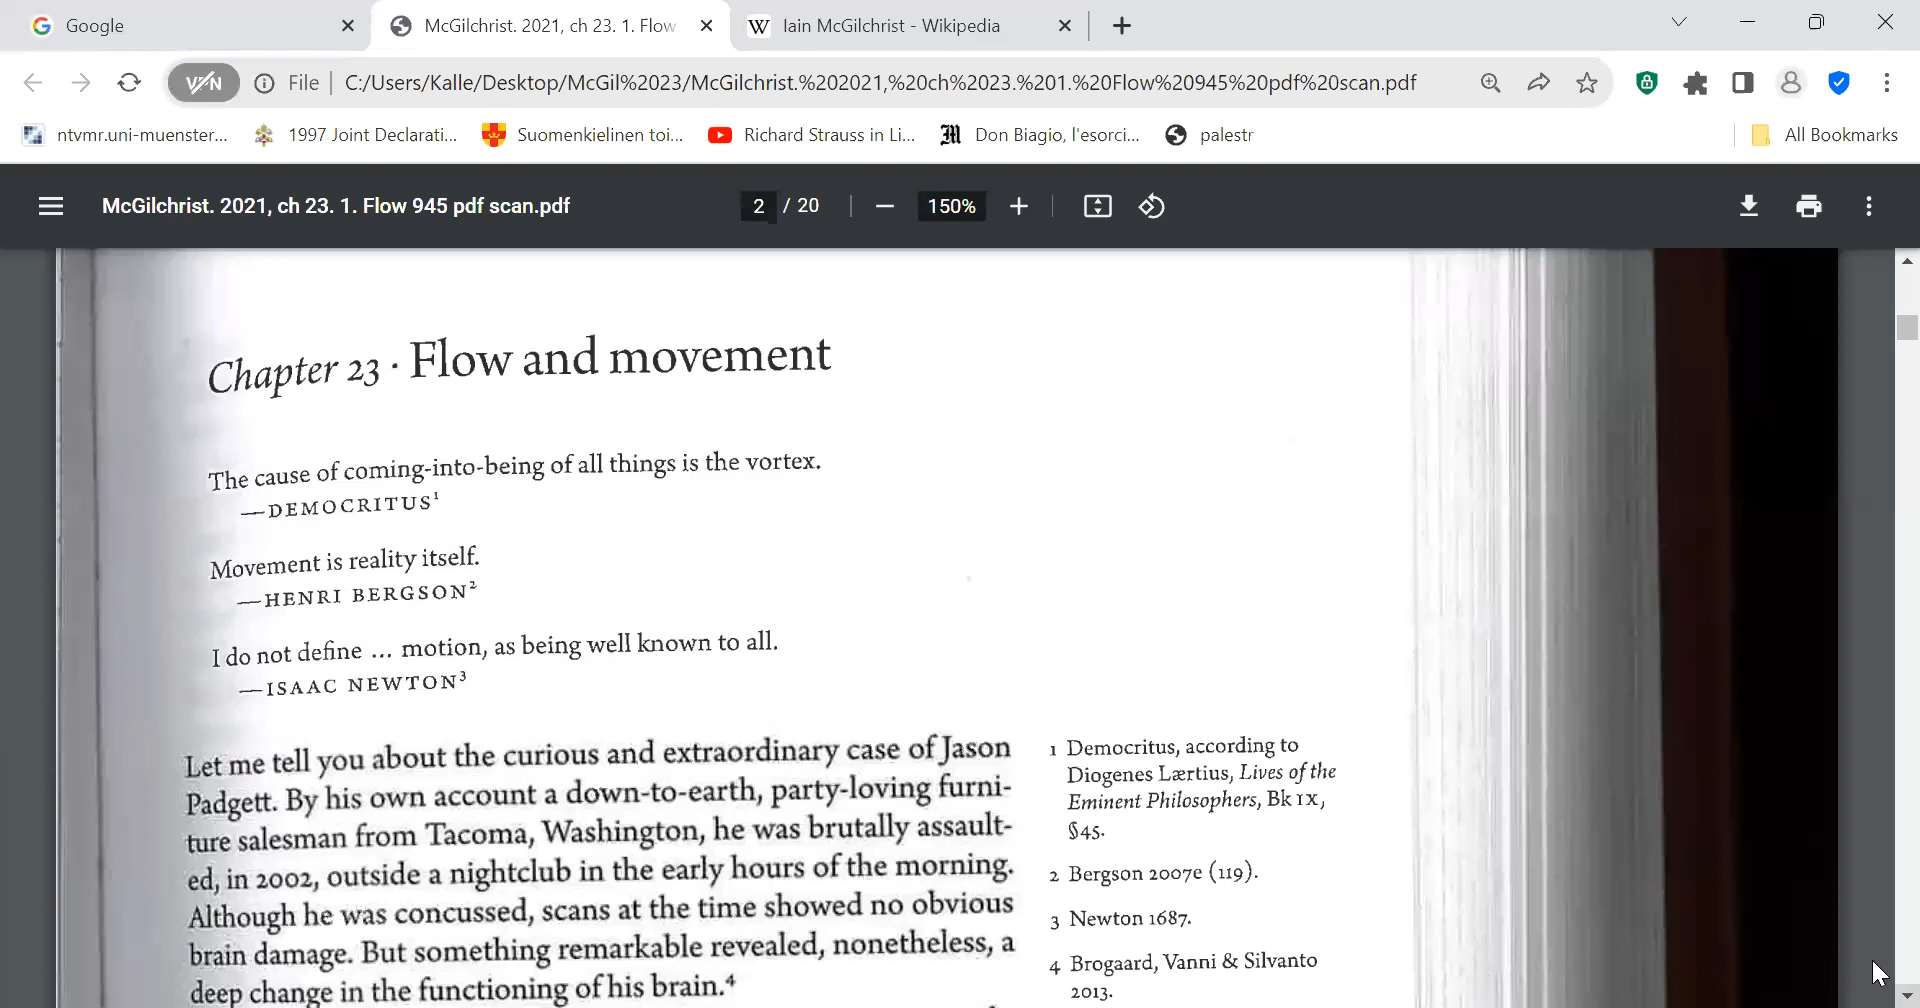 Google
McGilchrist. 2021, ch 23. 1. Flow
Iain McGilchrist - Wikipedia
VPN
File
C:/Users/Kalle/Desktop/McGil%2023/McGilchrist.%202021,%20ch%2023.%201.%20Flow%20945%20pdf%20scan.pdf
ntvmr.uni-muenster...
1997 Joint Declarati...
Suomenkielinen toi...
Richard Strauss in Li...
Don Biagio, l'esorci...
palestr
All Bookmarks
McGilchrist. 2021, ch 23. 1. Flow 945 pdf scan.pdf
2 / 20
150%
Chapter 23 · Flow and movement
The cause of coming-into-being of all things is the vortex.
—DEMOCRITUS¹
Movement is reality itself.
—HENRI BERGSON²
I do not define ... motion, as being well known to all.
—ISAAC NEWTON³
Let me tell you about the curious and extraordinary case of Jason
Padgett. By his own account a down-to-earth, party-loving furni-
ture salesman from Tacoma, Washington, he was brutally assault-
ed, in 2002, outside a nightclub in the early hours of the morning.
Although he was concussed, scans at the time showed no obvious
brain damage. But something remarkable revealed, nonetheless, a
deep change in the functioning of his brain.⁴
1 Democritus, according to
Diogenes Lærtius, Lives of the
Eminent Philosophers, Bk IX,
§45.
2 Bergson 2007e (119).
3 Newton 1687.
4 Brogaard, Vanni & Silvanto
2013.